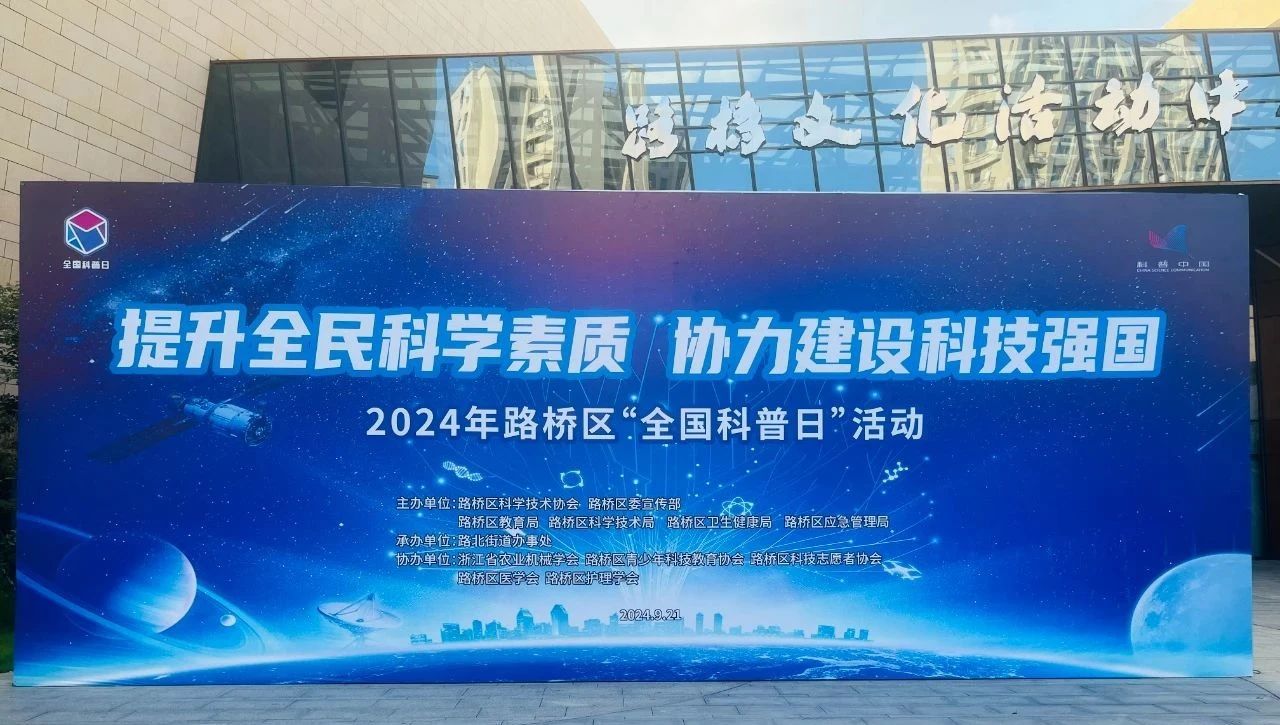 路桥文化活动中
全国科普日
科普中国
CHINA SCIENCE COMMUNICATION
提升全民科学素质 协力建设科技强国
2024年路桥区“全国科普日”活动
主办单位:路桥区科学技术协会 路桥区委宣传部
路桥区教育局 路桥区科学技术局 路桥区卫生健康局 路桥区应急管理局
承办单位:路北街道办事处
协办单位:浙江省农业机械学会 路桥区青少年科技教育协会 路桥区科技志愿者协会
路桥区医学会 路桥区护理学会
2024.9.21